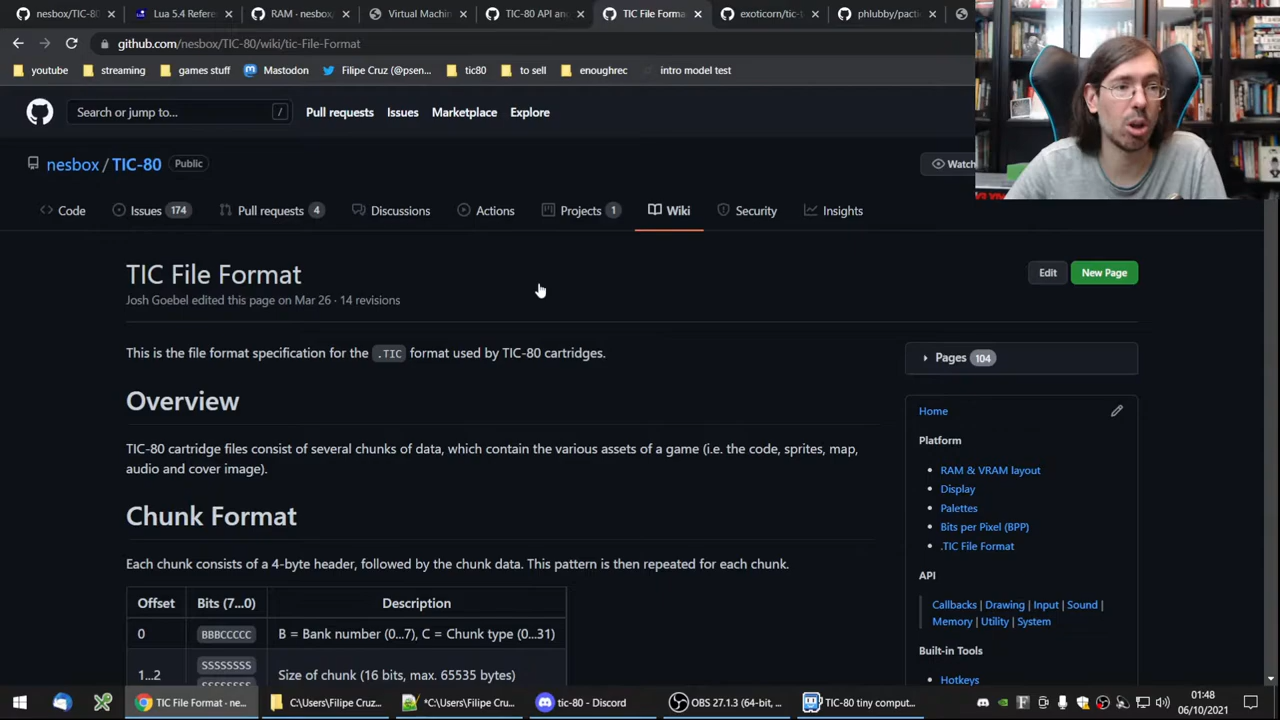 nesbox/TIC-80
Lua 5.4 Refere
RAM · nesbox/
Virtual Machin
TIC-80 API an
TIC File Forma
exoticorn/tic-
phlubby/pactic
github.com/nesbox/TIC-80/wiki/tic-File-Format
youtube
streaming
games stuff
Mastodon
Filipe Cruz (@psen...
tic80
to sell
enoughrec
intro model test
Search or jump to...
/
Pull requests
Issues
Marketplace
Explore
nesbox / TIC-80
Public
Watch
Code
Issues 174
Pull requests 4
Discussions
Actions
Projects 1
Wiki
Security
Insights
TIC File Format
Edit
New Page
Josh Goebel edited this page on Mar 26 · 14 revisions
This is the file format specification for the .TIC format used by TIC-80 cartridges.
Pages 104
Overview
TIC-80 cartridge files consist of several chunks of data, which contain the various assets of a game (i.e. the code, sprites, map,
audio and cover image).
Chunk Format
Each chunk consists of a 4-byte header, followed by the chunk data. This pattern is then repeated for each chunk.
Offset Bits (7...0) Description
0 BBBCCCCC B = Bank number (0...7), C = Chunk type (0...31)
SSSSSSSS
1...2 Size of chunk (16 bits, max. 65535 bytes)
SSSSSSSS
Home
Platform
RAM & VRAM layout
Display
Palettes
Bits per Pixel (BPP)
.TIC File Format
API
Callbacks | Drawing | Input | Sound |
Memory | Utility | System
Built-in Tools
Hotkeys
TIC File Format · ne...
C:\Users\Filipe Cruz...
*C:\Users\Filipe Cru...
tic-80 - Discord
OBS 27.1.3 (64-bit, ...
TIC-80 tiny comput...
01:48
06/10/2021